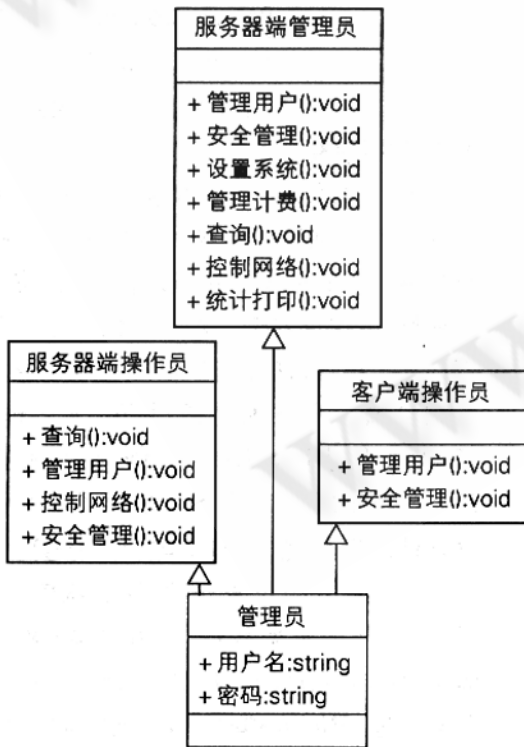 服务器端管理员
+ 管理用户():void
+ 安全管理():void
+ 设置系统():void
+ 管理计费():void
+ 查询():void
+ 控制网络():void
+ 统计打印():void
服务器端操作员
+ 查询():void
+ 管理用户():void
+ 控制网络():void
+ 安全管理():void
客户端操作员
+ 管理用户():void
+ 安全管理():void
管理员
+ 用户名:string
+ 密码:string